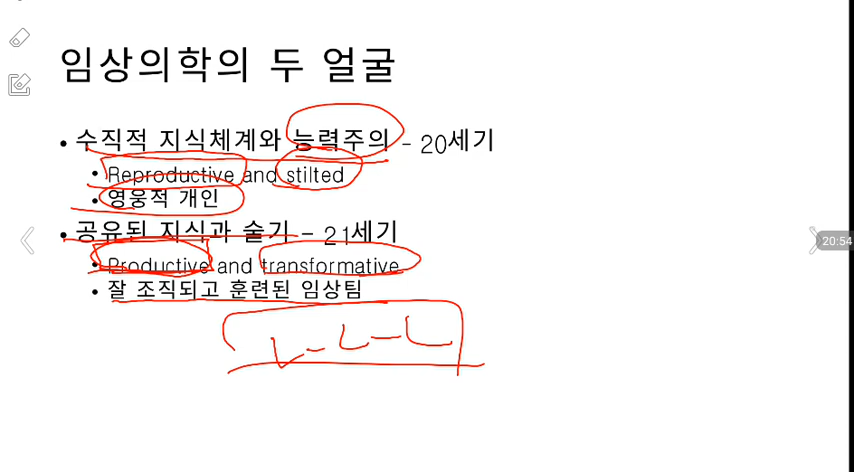 임상의학의 두 얼굴
• 수직적 지식체계와 능력주의 – 20세기
• Reproductive and stilted
• 영웅적 개인
• 공유된 지식과 술기 – 21세기
• Productive and transformative
• 잘 조직되고 훈련된 임상팀
L – L – L
20:54